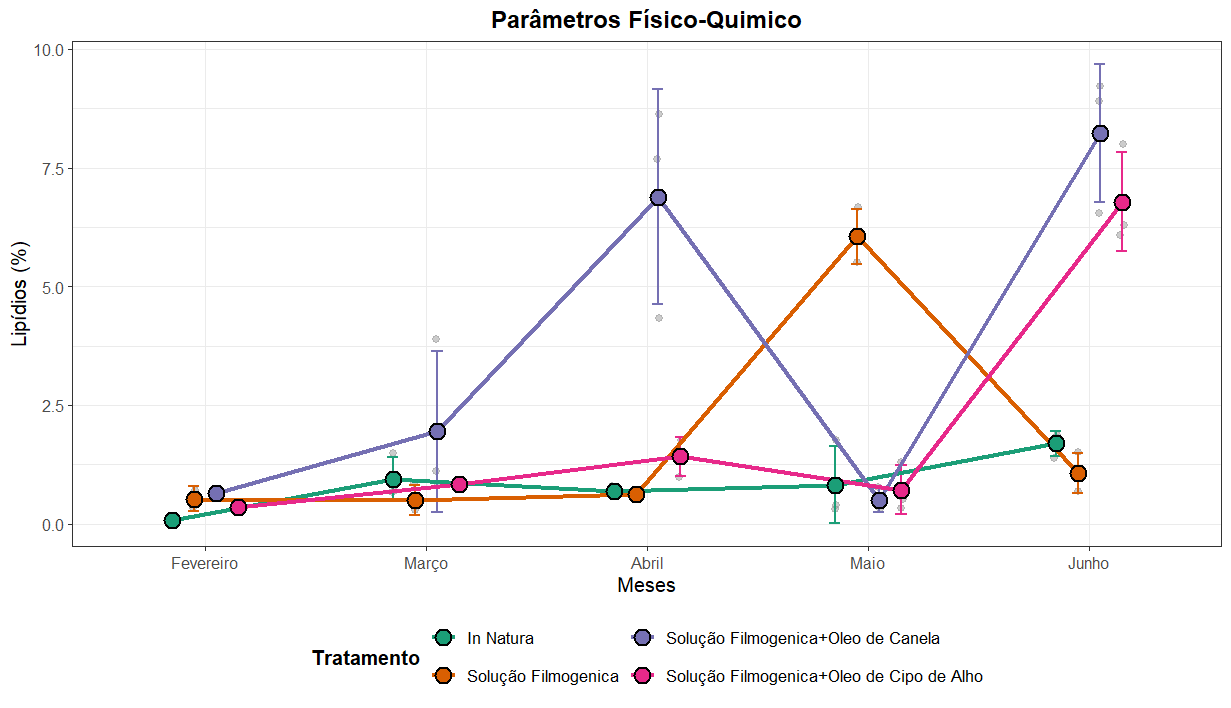 Parâmetros Físico-Quimico
10.0
7.5
5.0
2.5
0.0
Lipídios (%)
Fevereiro Março Abril Maio Junho
Meses
Tratamento
In Natura
Solução Filmogenica
Solução Filmogenica+Oleo de Canela
Solução Filmogenica+Oleo de Cipo de Alho